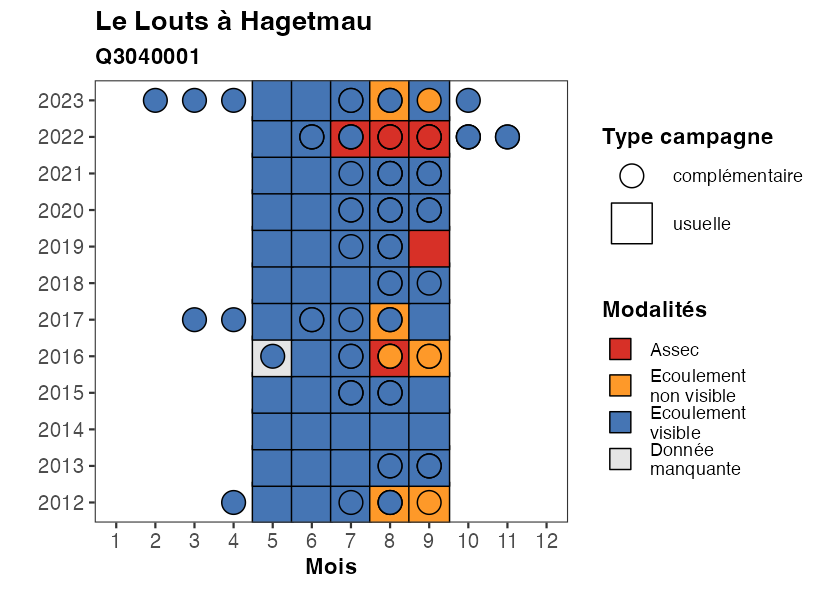 Le Louts à Hagetmau
Q3040001
2023
2022
2021
2020
2019
2018
2017
2016
2015
2014
2013
2012
1 2 3 4 5 6 7 8 9 10 11 12
Mois
Type campagne
complémentaire
usuelle
Modalités
Assec
Ecoulement
non visible
Ecoulement
visible
Donnée
manquante